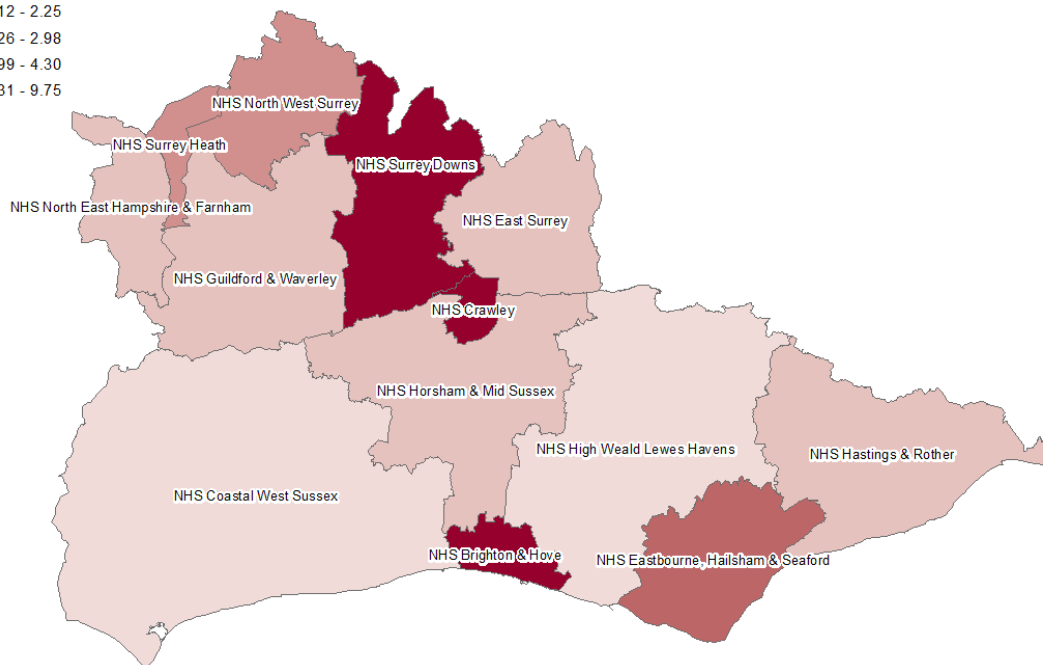 12 - 2.25
26 - 2.98
99 - 4.30
31 - 9.75
NHS North West Surrey
NHS Surrey Heath
NHS Surrey Downs
NHS North East Hampshire & Farnham
NHS East Surrey
NHS Guildford & Waverley
NHS Crawley
NHS Horsham & Mid Sussex
NHS High Weald Lewes Havens
NHS Hastings & Rother
NHS Coastal West Sussex
NHS Brighton & Hove
NHS Eastbourne, Hailsham & Seaford